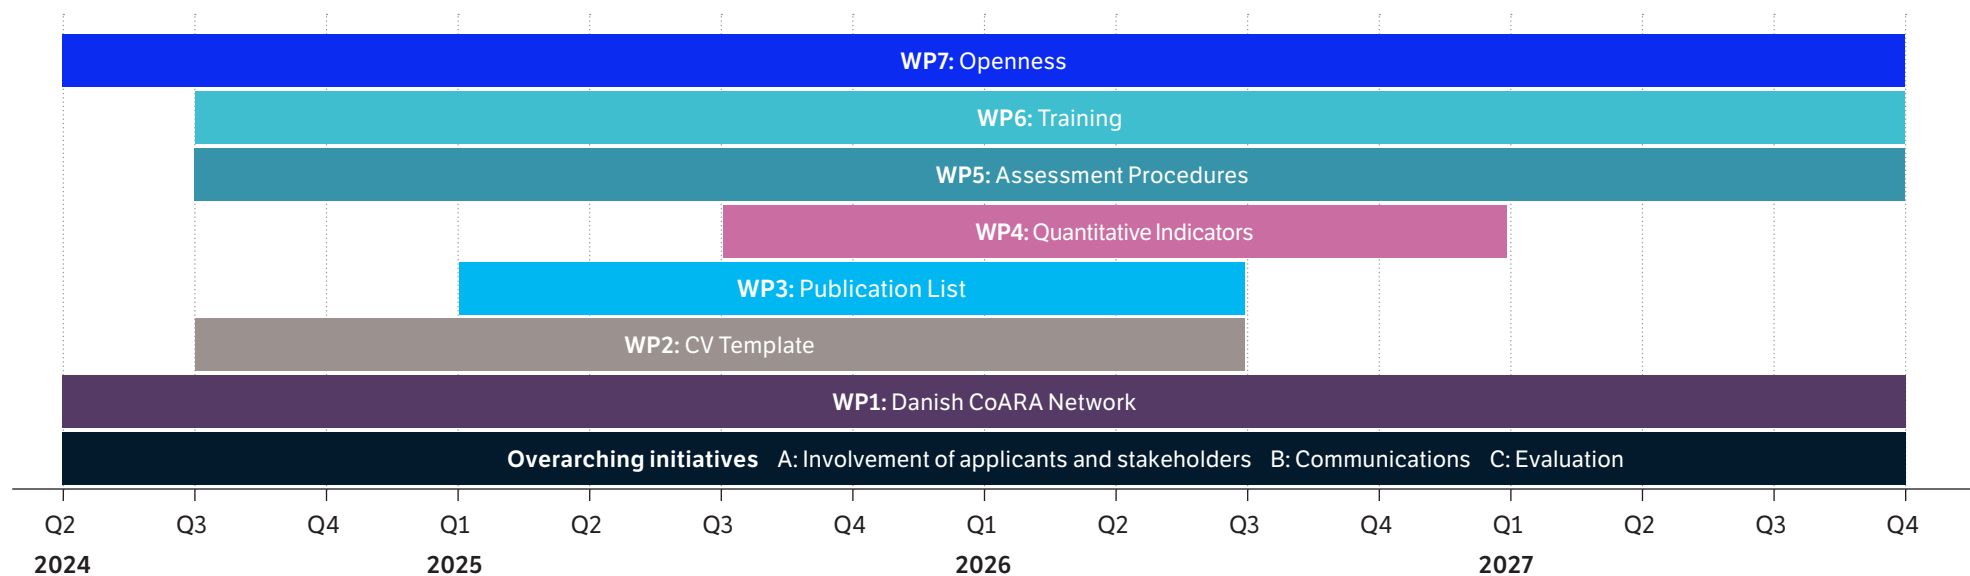 WP7: Openness
WP6: Training
WP5: Assessment Procedures
WP4: Quantitative Indicators
WP3: Publication List
WP2: CV Template
WP1: Danish CoARA Network
Overarching initiatives A: Involvement of applicants and stakeholders B: Communications C: Evaluation
Q2 Q3 Q4 Q1 Q2 Q3 Q4 Q1 Q2 Q3 Q4 Q1 Q2 Q3 Q4
2024 2025 2026 2027